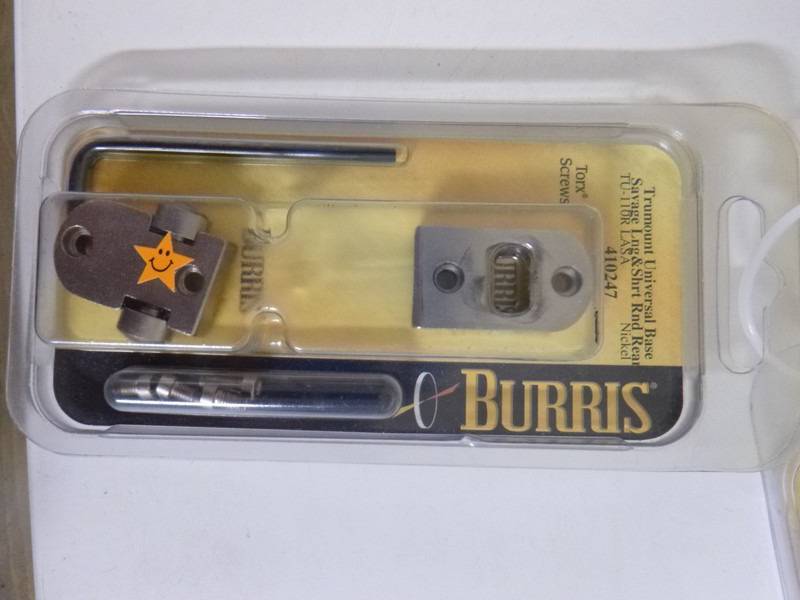 Trumount Universal Base
Savage Lng&Shrt Rnd Rear
TU-110R LASA
410247
Nickel
Torx®
Screws
BURRIS
BURRIS®